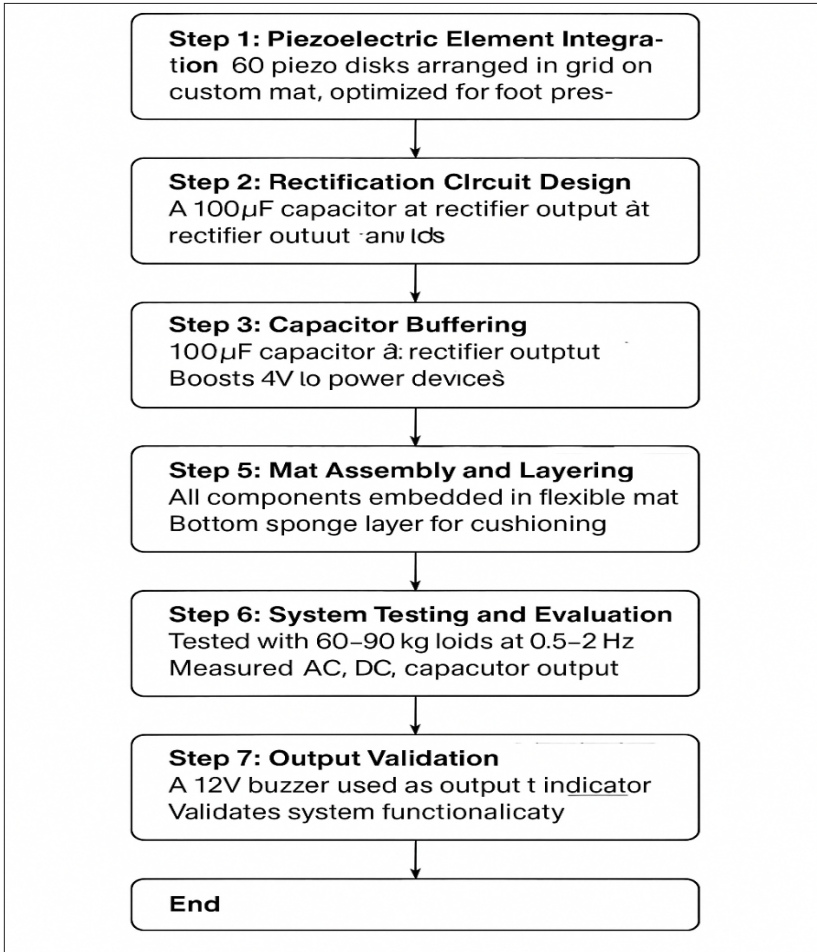 Step 1: Piezoelectric Element Integra-
tion 60 piezo disks arranged in grid on
custom mat, optimized for foot pres-
Step 2: Rectification CIrcuit Design
A 100µF capacitor at rectifier output àt
rectifier outuut
Step 3: Capacitor Buffering
100µF capacitor rectifier outptut
Boosts 4V lo power devices̀
Step 5: Mat Assembly and Layering
All components embedded in flexible mat
Bottom sponge layer for cushioning
Step 6: System Testing and Evaluation
Tested with 60–90 kg loids at 0.5–2 Hz
Measured AC, DC, capacutor output
Step 7: Output Validation
A 12V buzzer used as output t indicator
Validates system functionalicaty
End